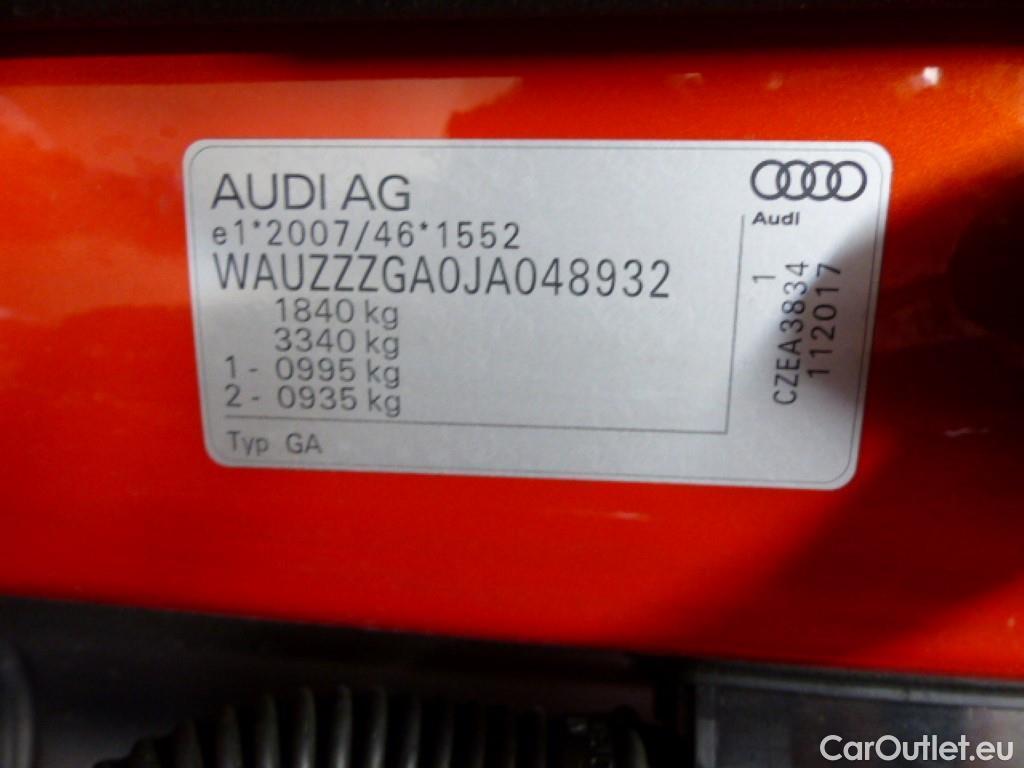 AUDI AG
e1*2007/46*1552
WAUZZZGA0JA048932
1840 kg
3340 kg
1 - 0995 kg
2 - 0935 kg
Typ GA
Audi
1
CZEA3834
112017
CarOutlet.eu